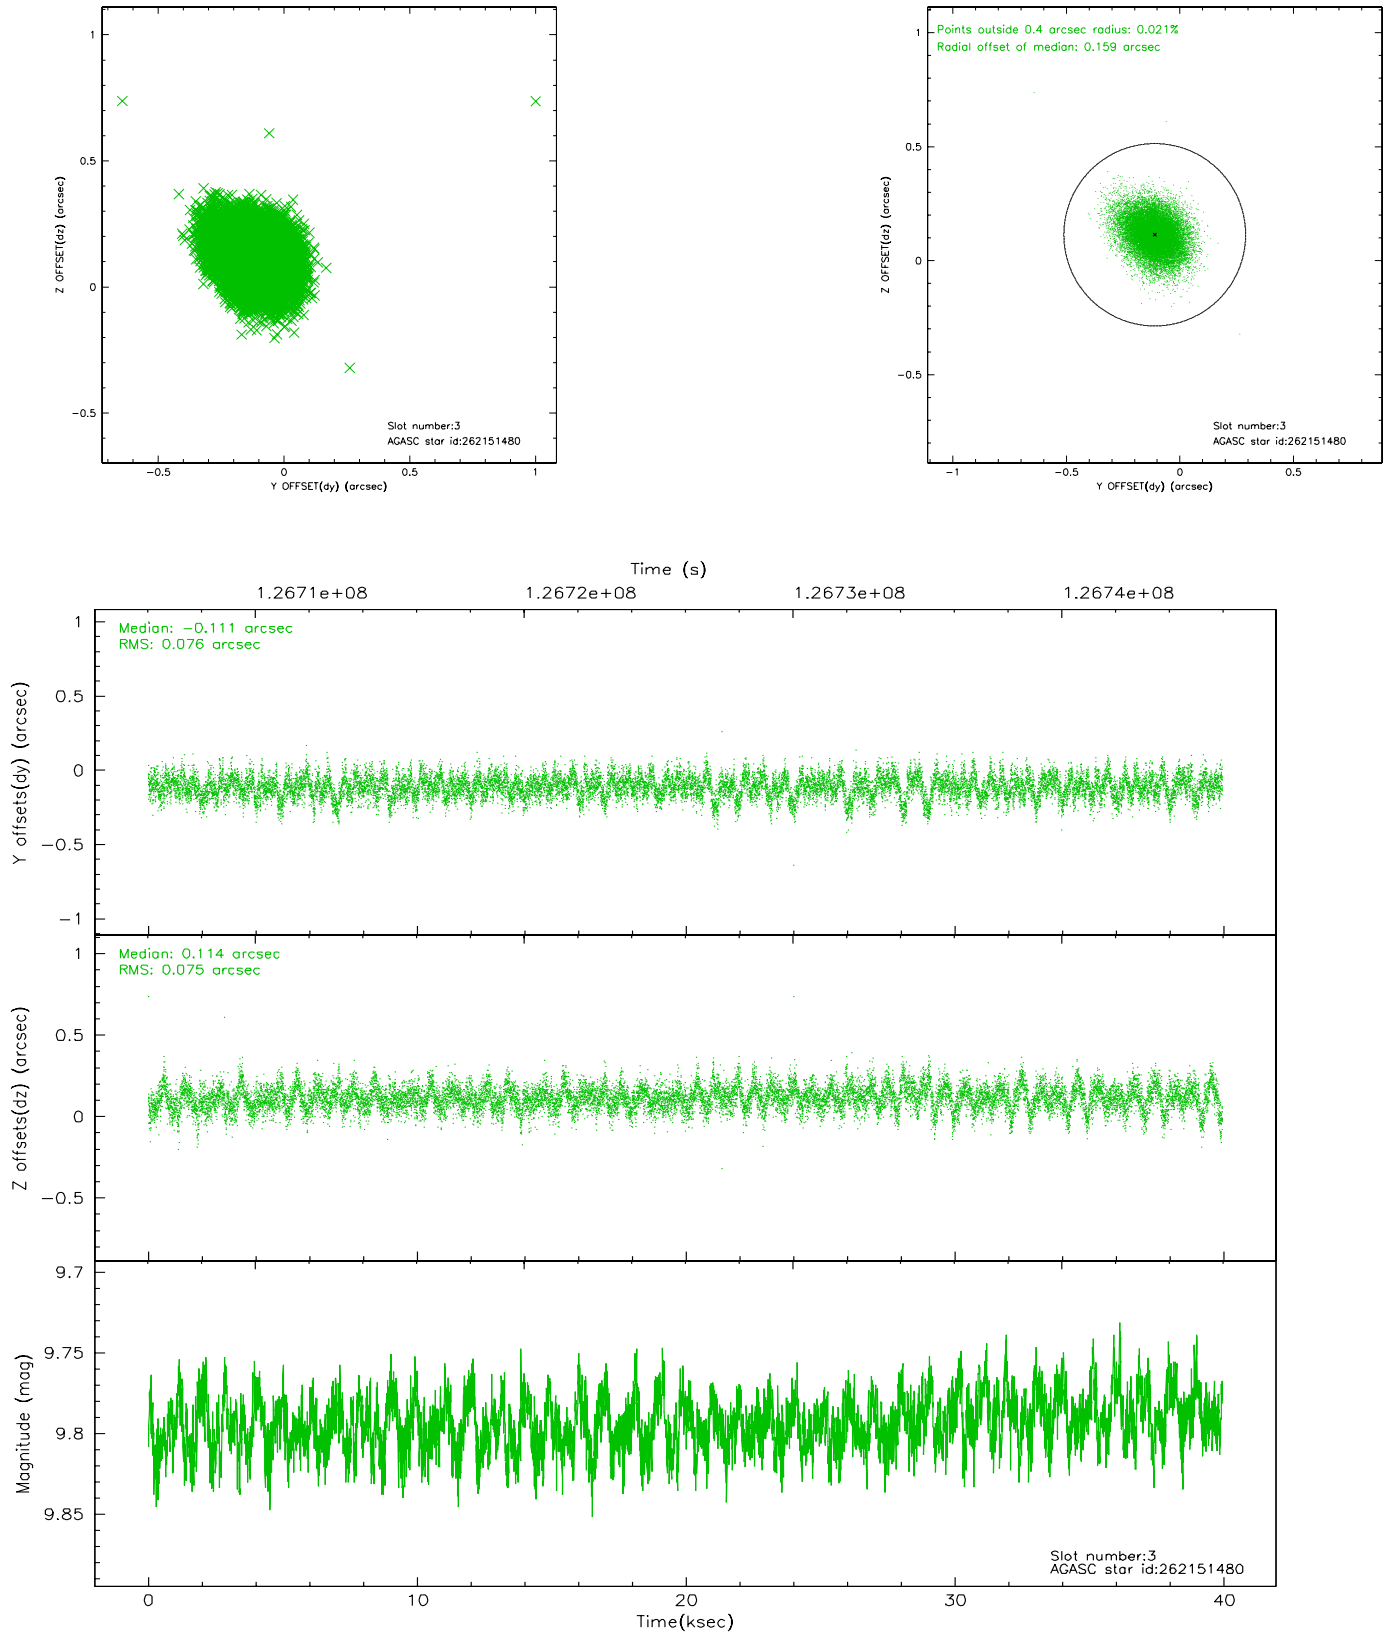 1
0.5
0
−0.5
Z OFFSET(dz) (arcsec)
Slot number:3
AGASC star id:262151480
−0.5
0
0.5
1
Y OFFSET(dy) (arcsec)
Points outside 0.4 arcsec radius: 0.021%
Radial offset of median: 0.159 arcsec
1
0.5
0
−0.5
Z OFFSET(dz) (arcsec)
Slot number:3
AGASC star id:262151480
−1
−0.5
0
0.5
Y OFFSET(dy) (arcsec)
Time (s)
1.2671e+08
1.2672e+08
1.2673e+08
1.2674e+08
Median: −0.111 arcsec
RMS: 0.076 arcsec
1
0.5
0
−0.5
−1
Y offsets(dy) (arcsec)
Median: 0.114 arcsec
RMS: 0.075 arcsec
1
0.5
0
−0.5
Z offsets(dz) (arcsec)
9.7
9.75
9.8
9.85
Magnitude (mag)
Slot number:3
AGASC star id:262151480
0
10
20
30
40
Time(ksec)